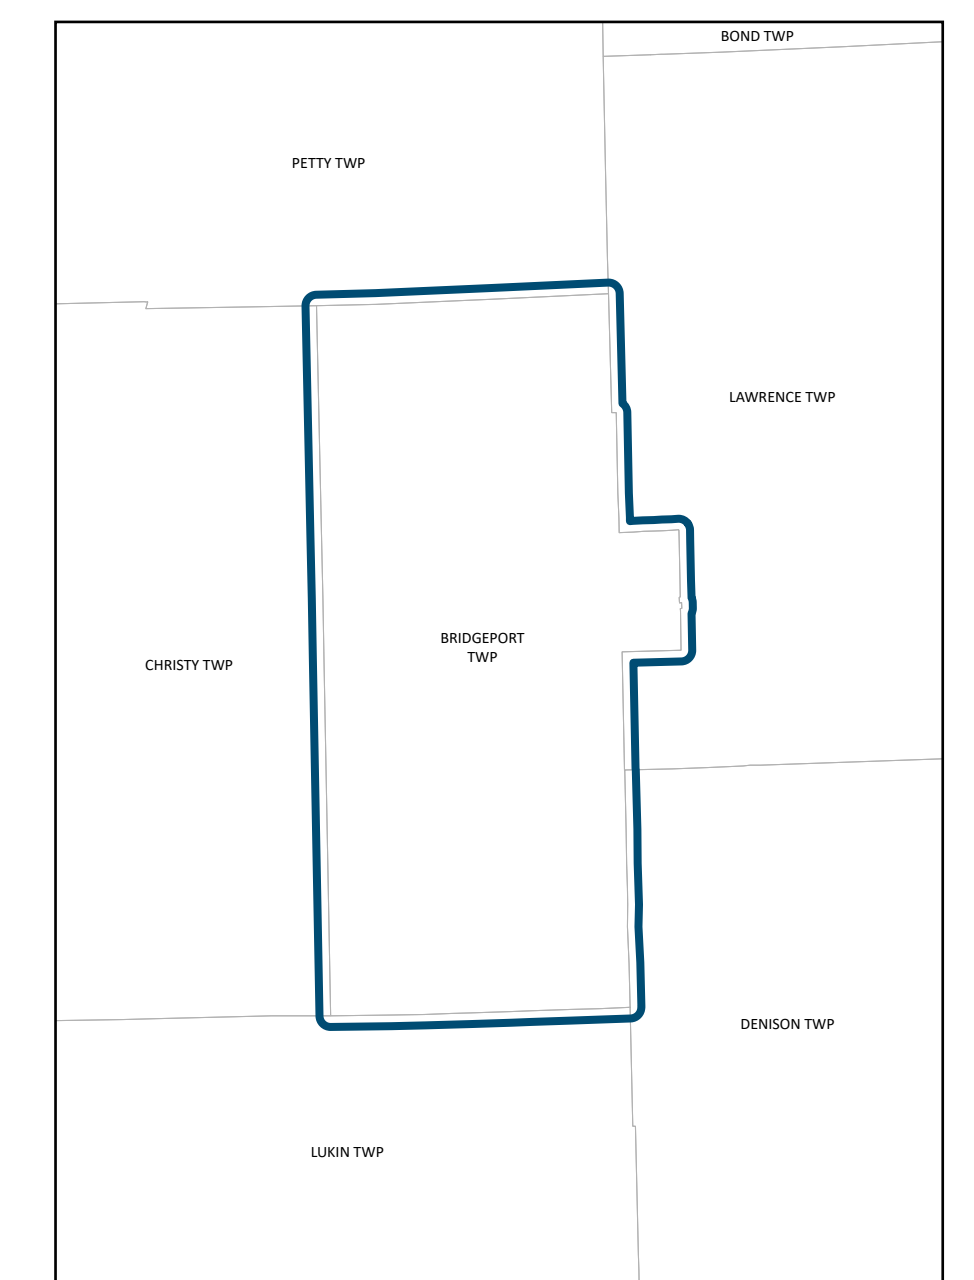 BOND TWP
PETTY TWP
LAWRENCE TWP
BRIDGEPORT
TWP
CHRISTY TWP
DENISON TWP
LUKIN TWP